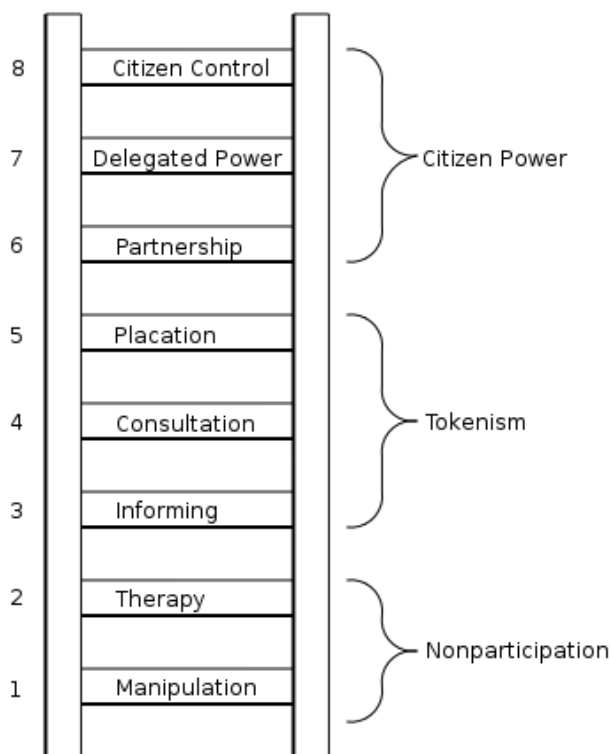 8 Citizen Control
7 Delegated Power Citizen Power
6 Partnership
5 Placation
4 Consultation Tokenism
3 Informing
2 Therapy
Nonparticipation
1 Manipulation